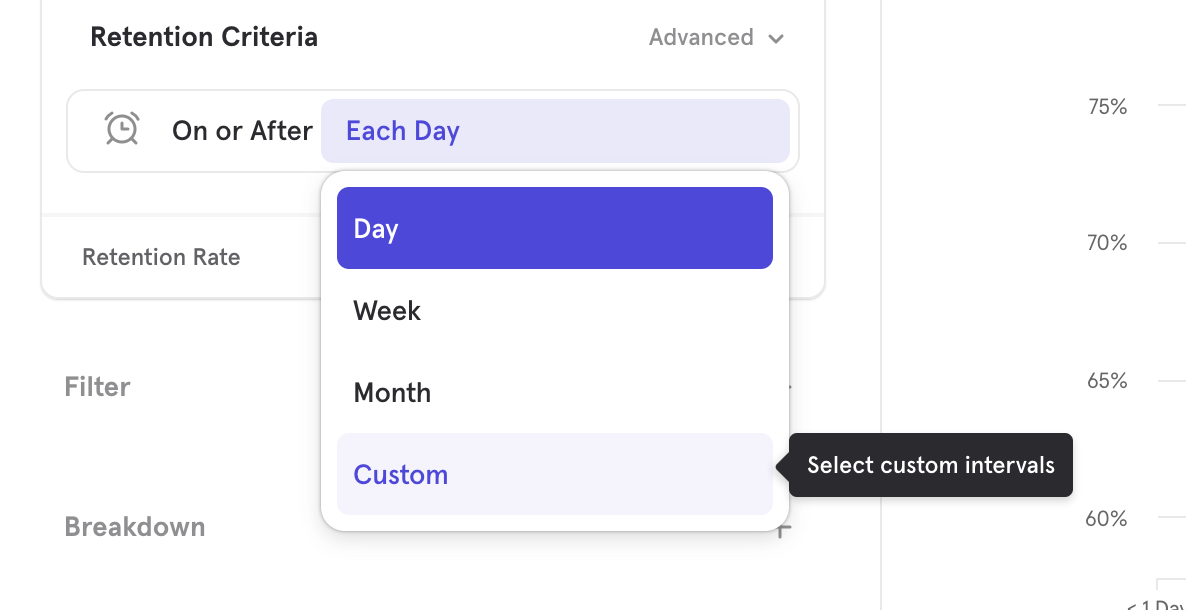 Retention Criteria
Advanced
On or After
Each Day
Day
Retention Rate
Week
Filter
Month
Custom
Select custom intervals
Breakdown
75%
70%
65%
60%
< 1 Day